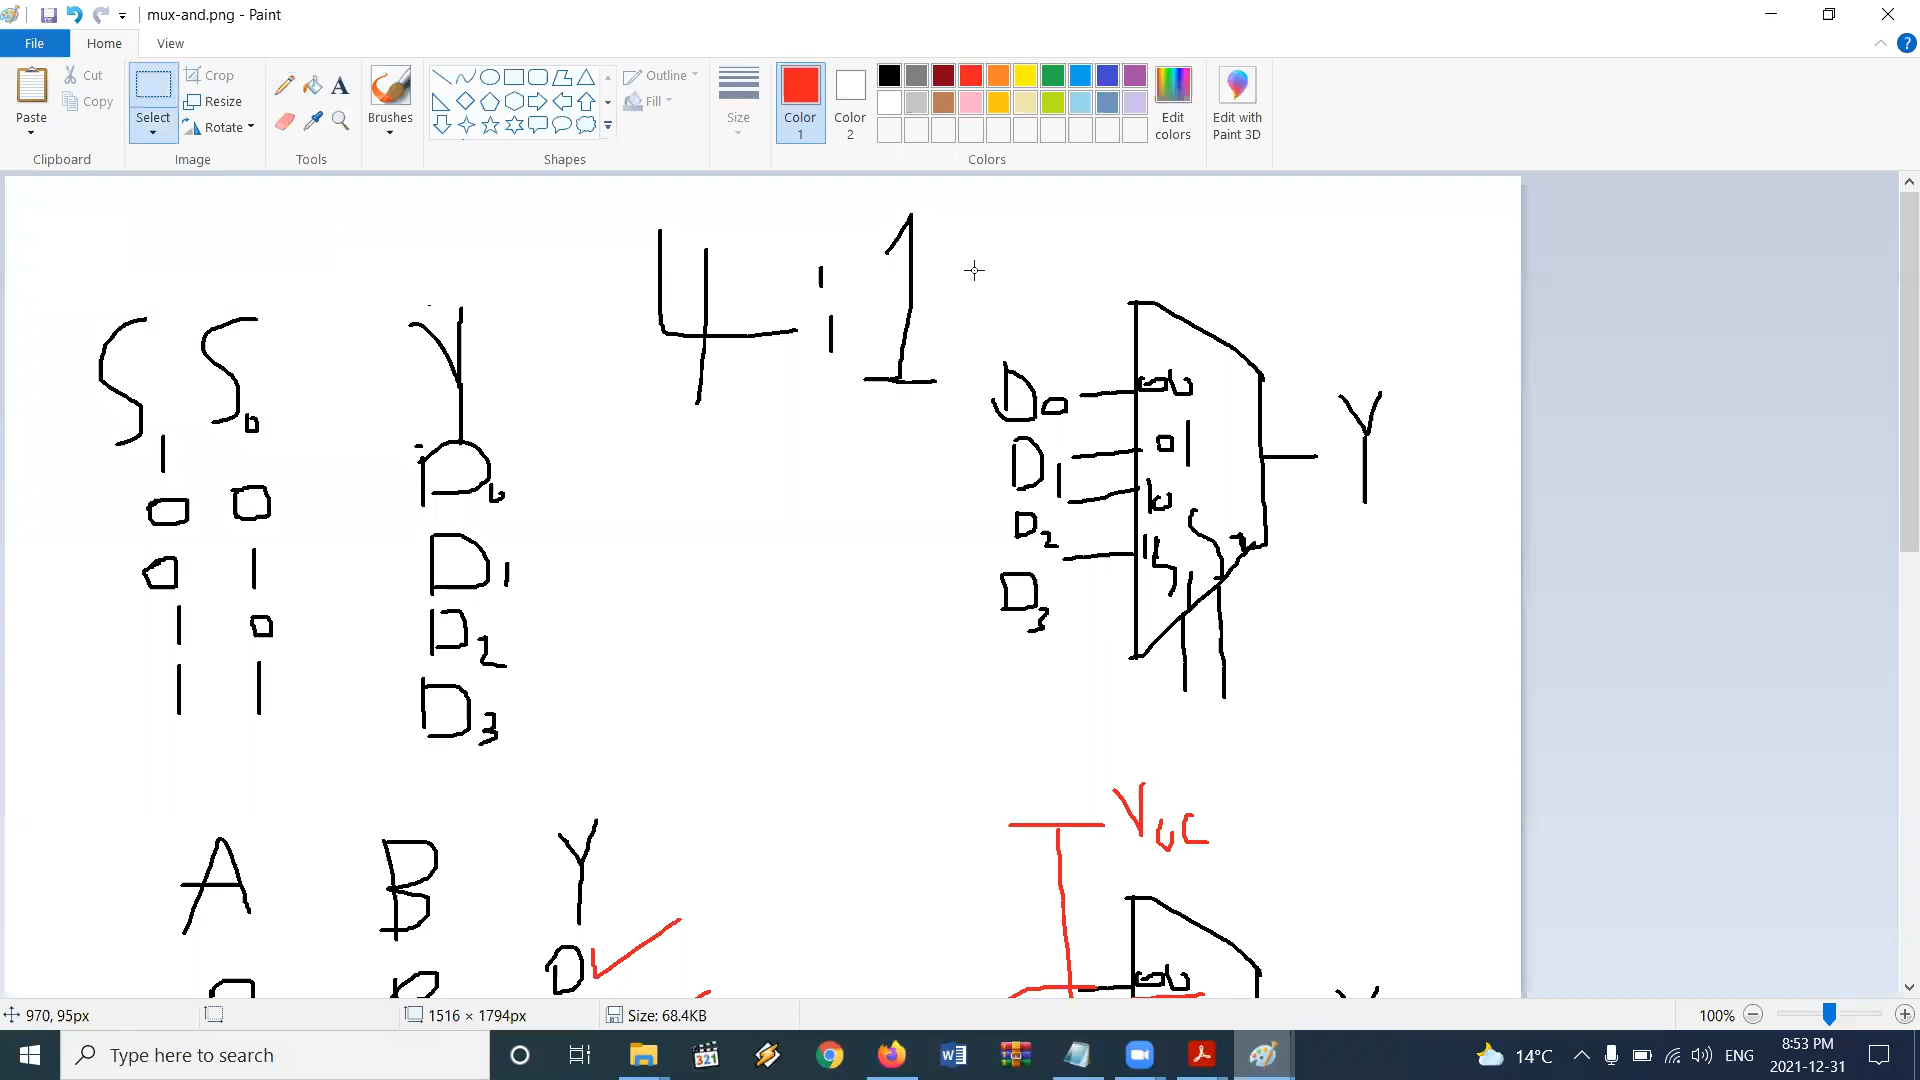 mux-and.png - Paint
File Home View
Paste
Cut
Copy
Clipboard
Select
Crop
Resize
Rotate
Image
Tools
Brushes
Outline
Fill
Shapes
Size
Color 1
Color 2
Edit colors
Edit with Paint 3D
Colors
4:1
S1 S0 Y
0 0 D0
0 1 D1
1 0 D2
1 1 D3
D0 00
D1 01 Y
D2 10
D3 11
S1
Vcc
A B Y
0
00 Y
970, 95px
1516 × 1794px
Size: 68.4KB
100%
Type here to search
321
14°C
ENG
8:53 PM
2021-12-31